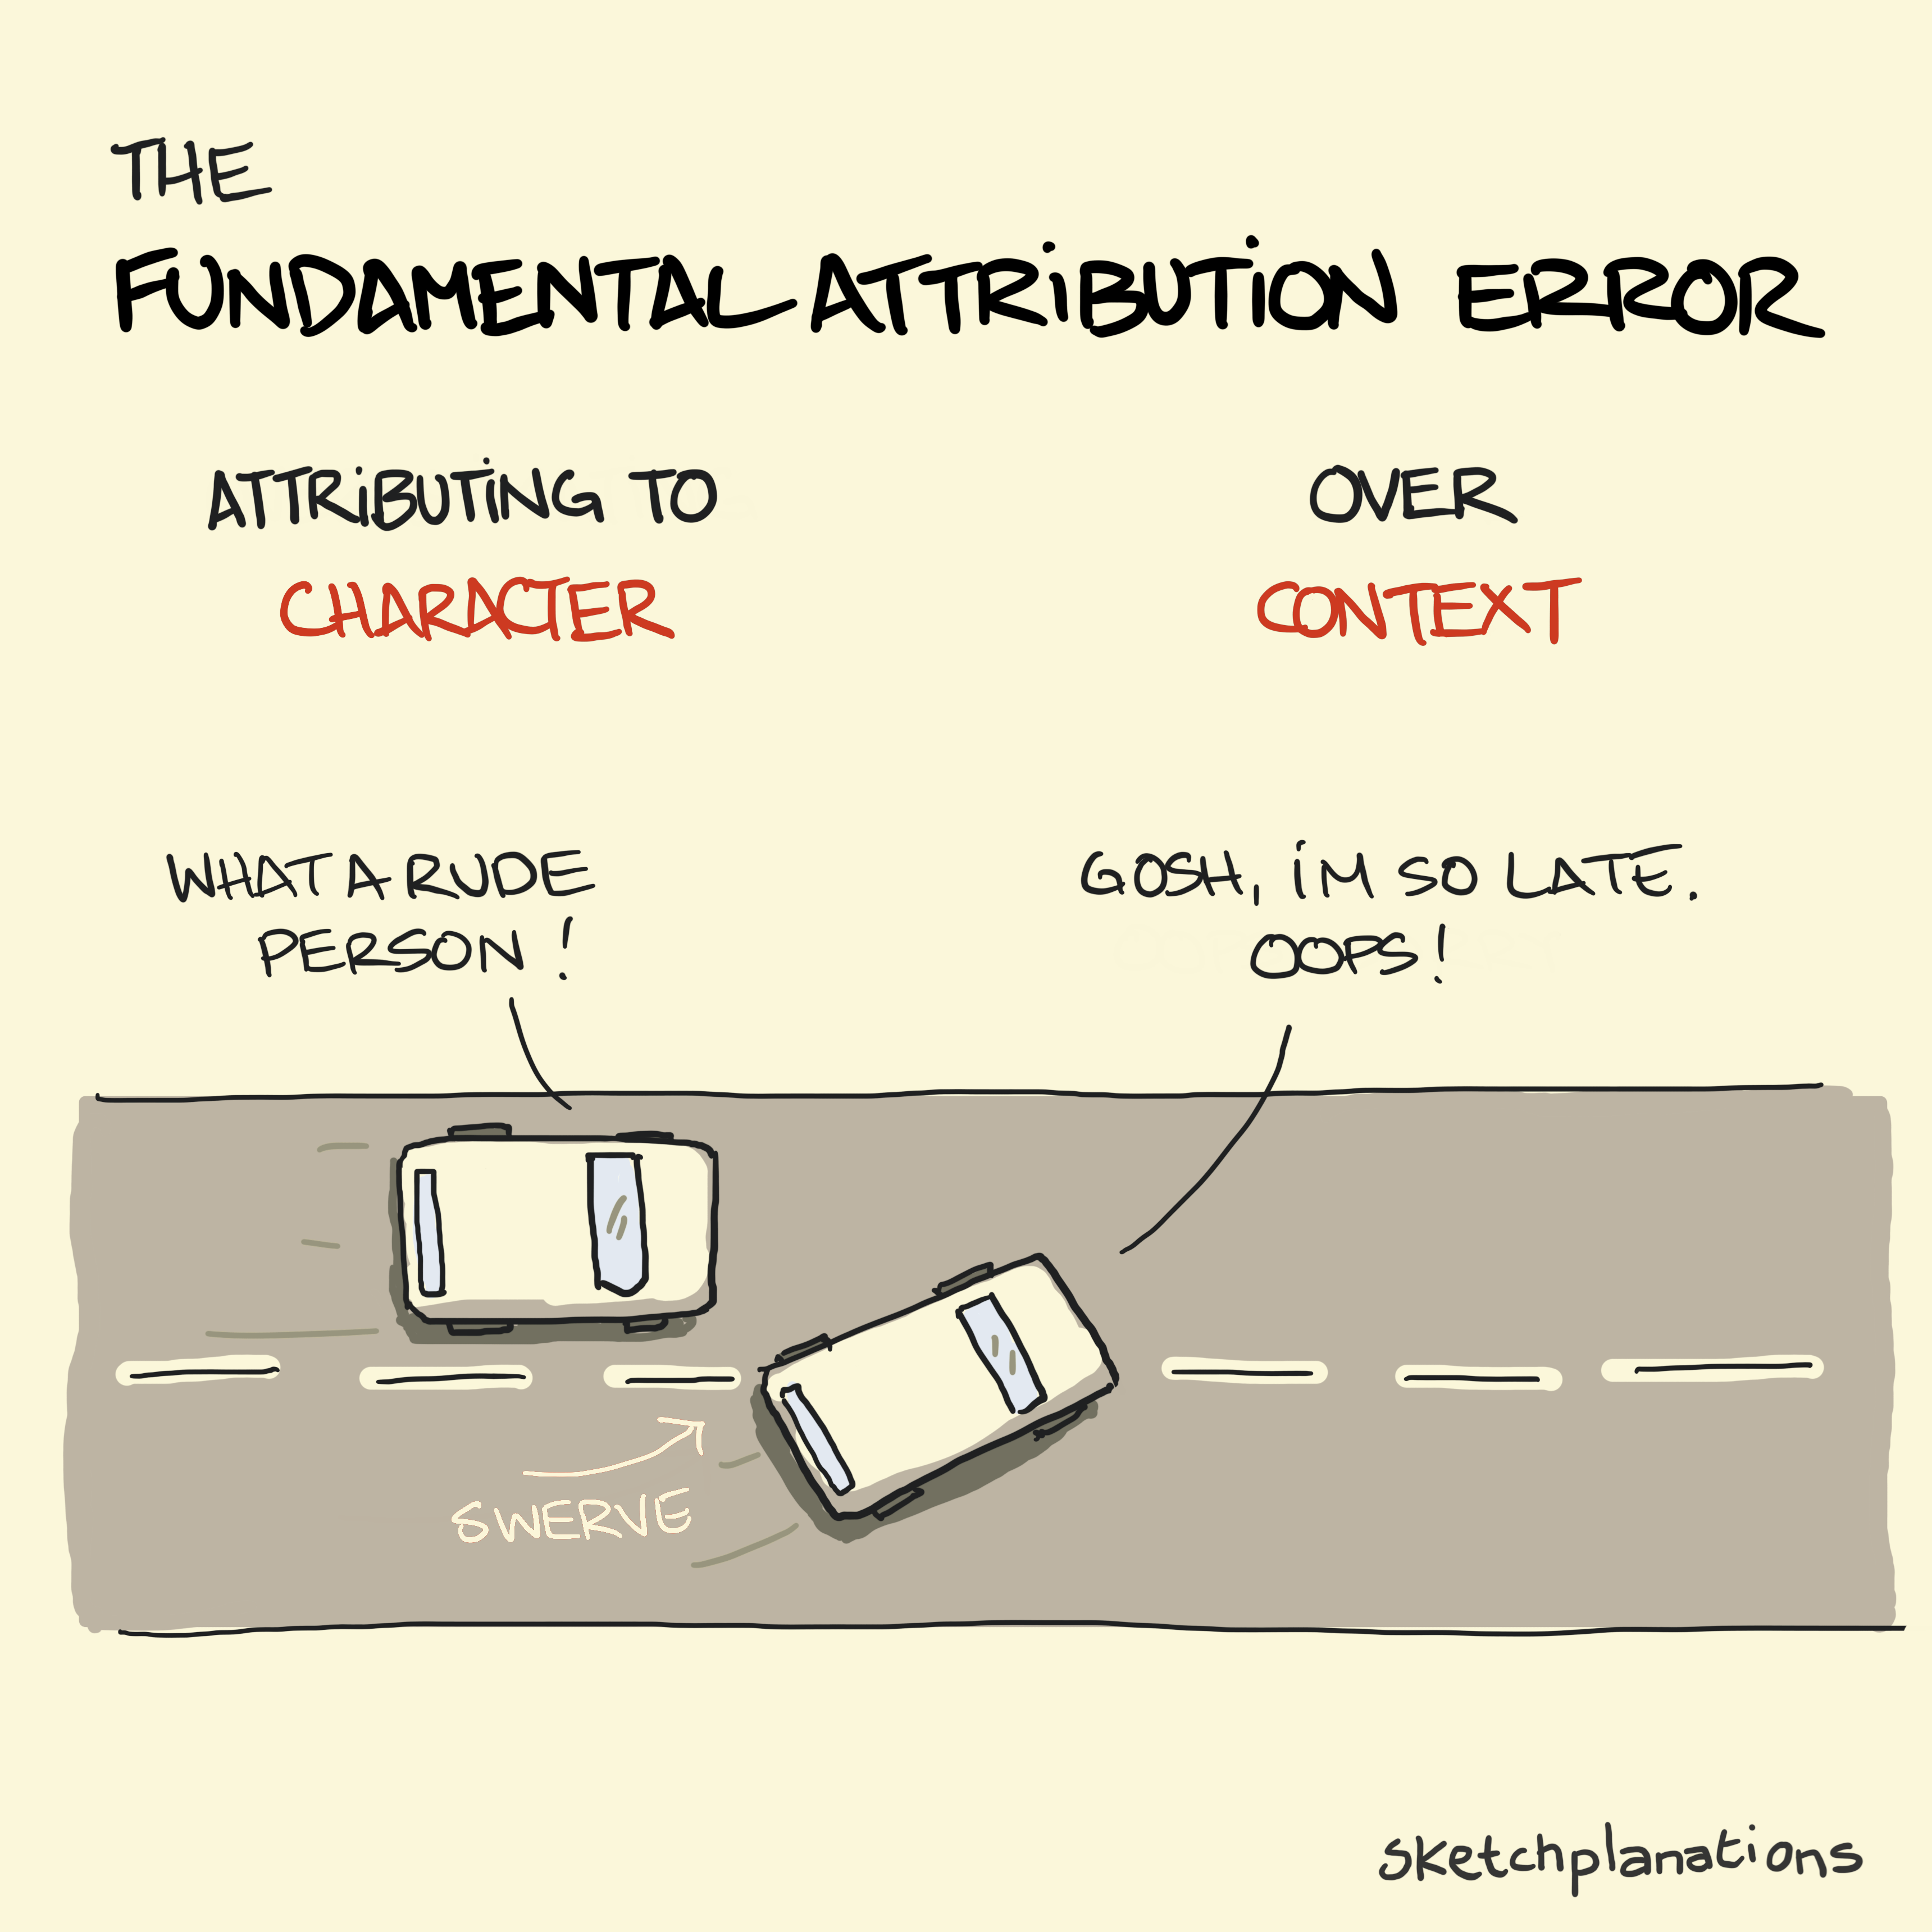 THE
FUNDAMENTAL ATTRIBUTION ERROR
ATTRIBUTING TO
CHARACTER
OVER
CONTEXT
WHAT A RUDE
PERSON!
GOSH, I'M SO LATE.
OOPS!
SWERVE
sketchplanations